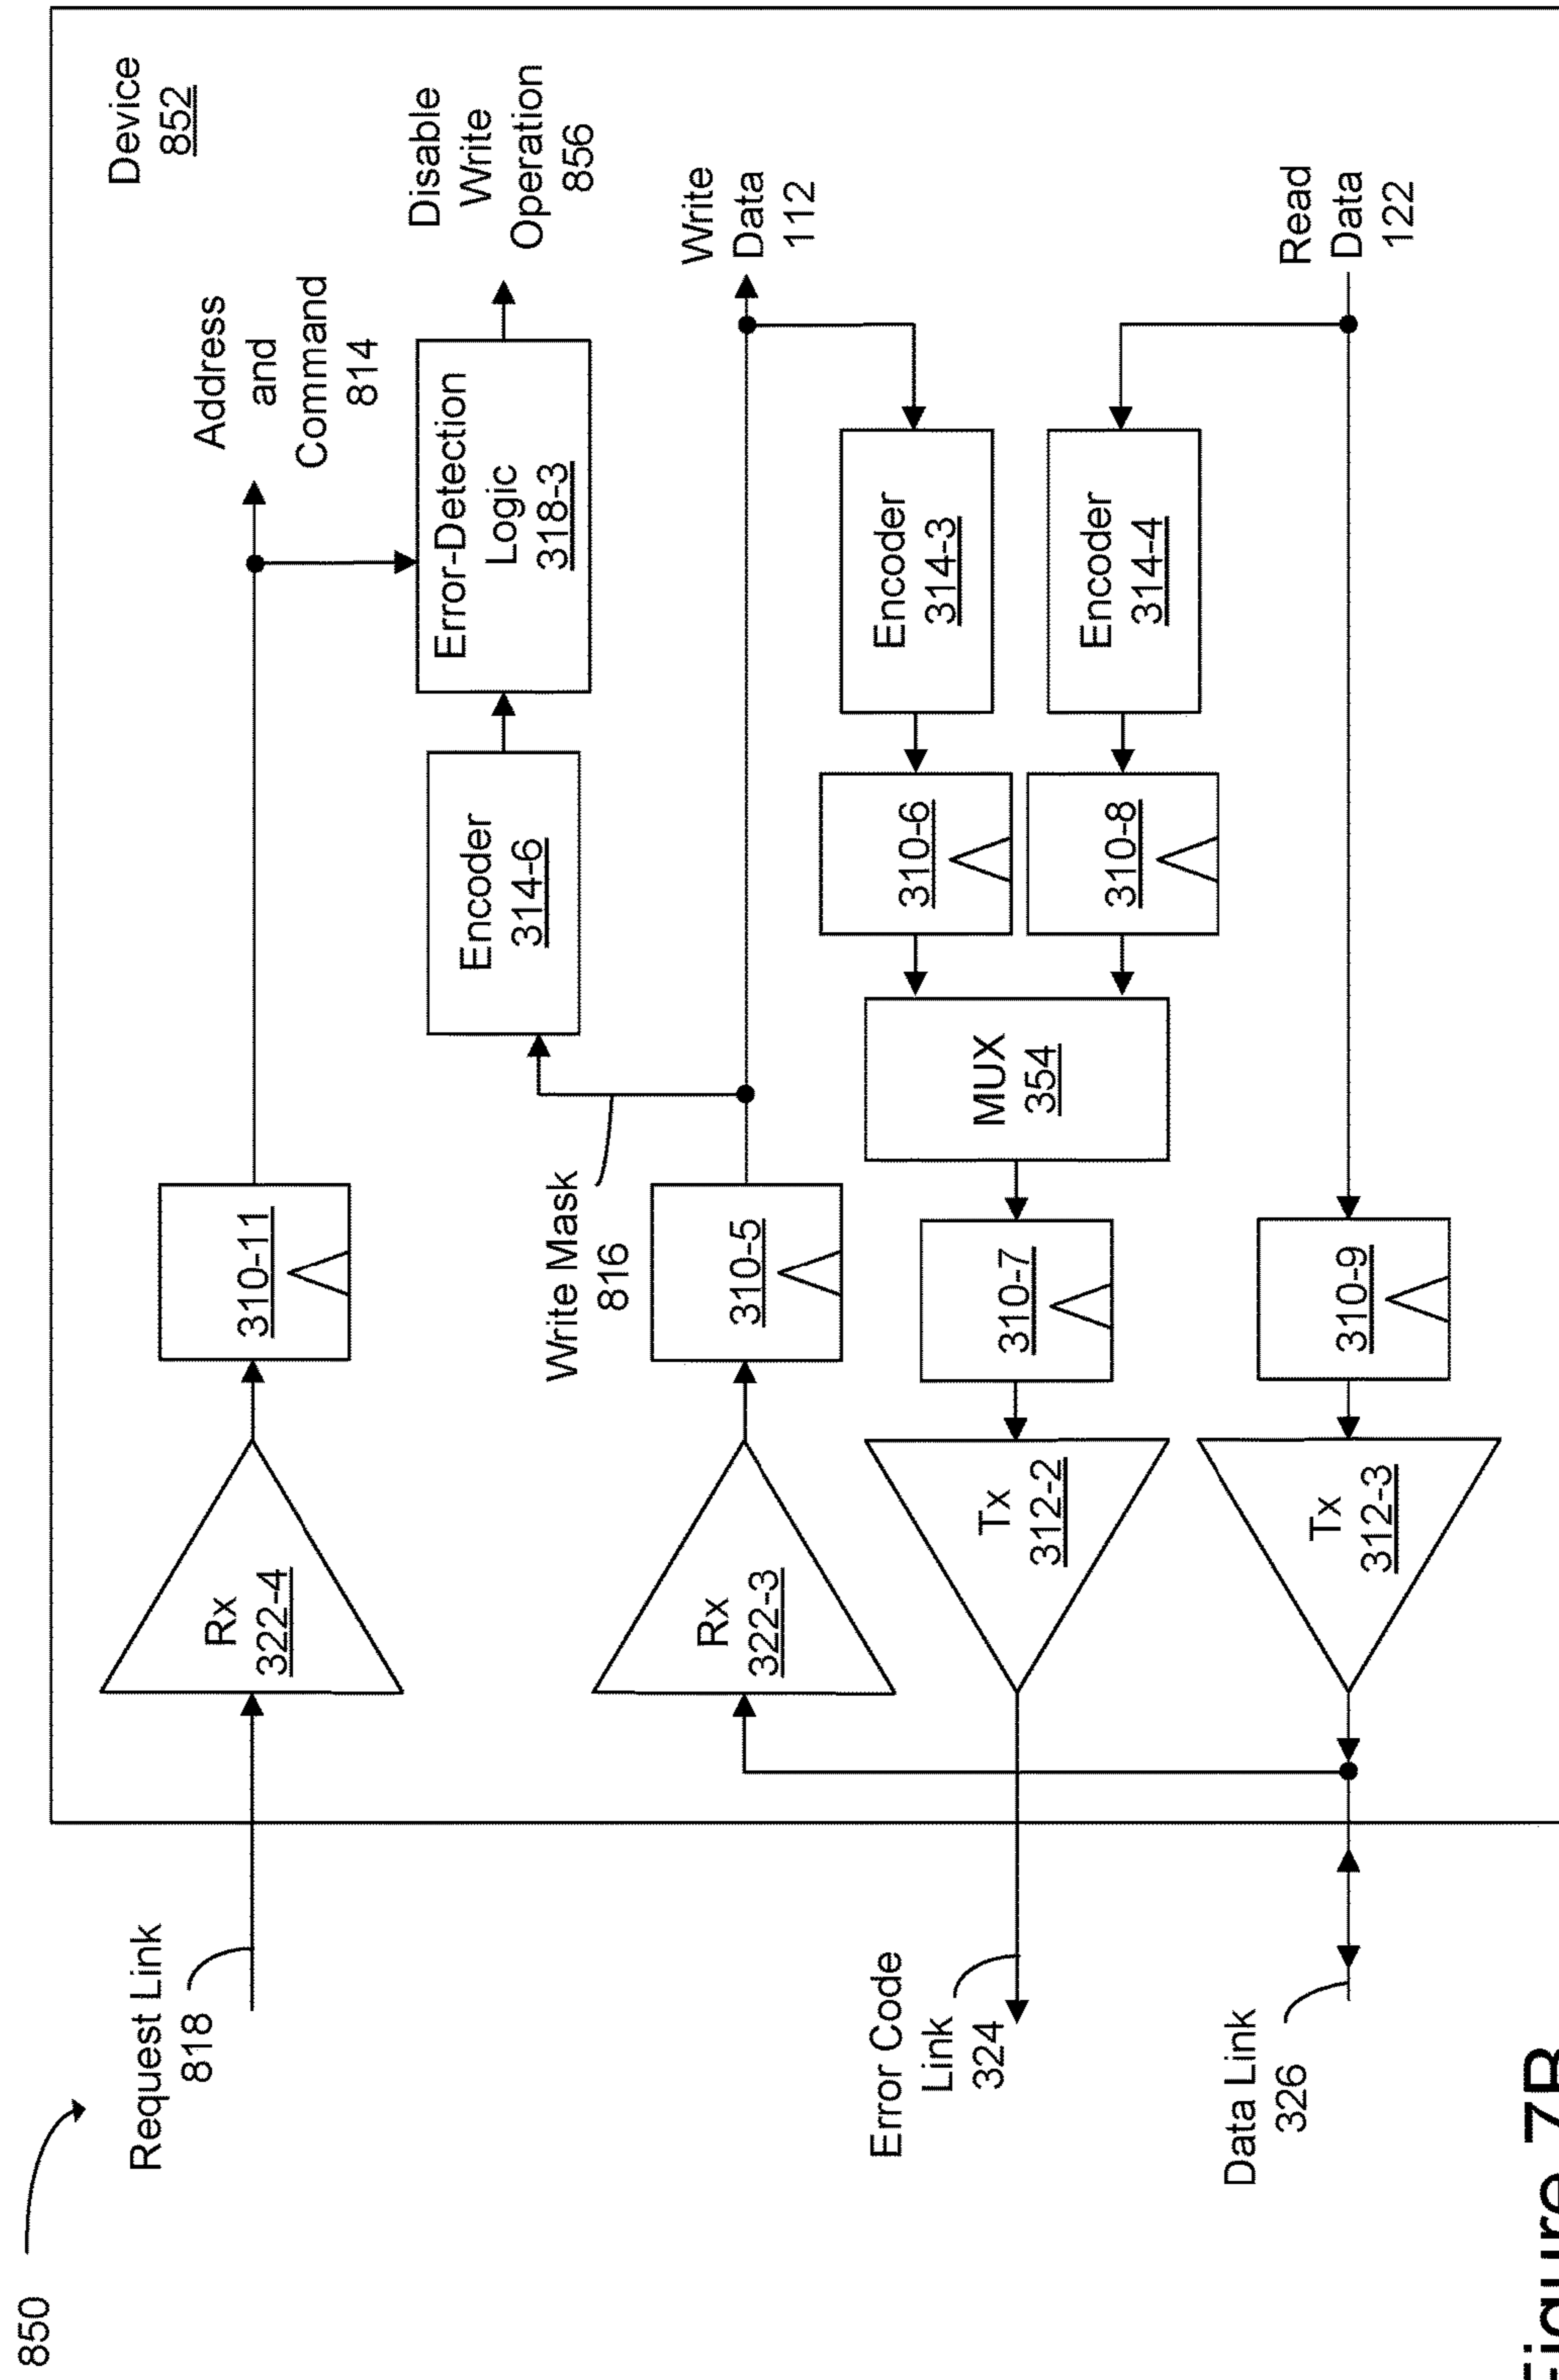 850
Device
852
Request Link
818
Rx
322-4
310-11
Address
and
Command
814
Disable
Write
Operation
856
Error-Detection
Logic
318-3
Encoder
314-6
Write Mask
816
Rx
322-3
310-5
Write
Data
112
Error Code
Link
324
Tx
312-2
310-7
MUX
354
310-6
Encoder
314-3
310-8
Encoder
314-4
Data Link
326
Tx
312-3
310-9
Read
Data
122
Figure 7B